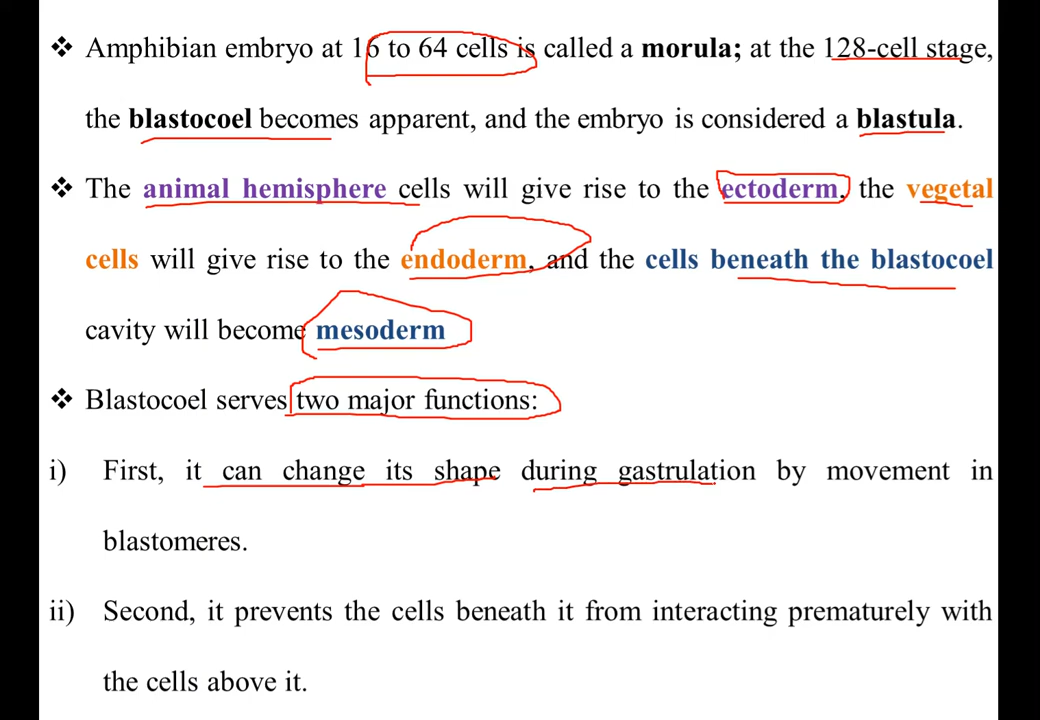 ❖ Amphibian embryo at 16 to 64 cells is called a morula; at the 128-cell stage,
the blastocoel becomes apparent, and the embryo is considered a blastula.
❖ The animal hemisphere cells will give rise to the ectoderm, the vegetal
cells will give rise to the endoderm, and the cells beneath the blastocoel
cavity will become mesoderm
❖ Blastocoel serves two major functions:
i) First, it can change its shape during gastrulation by movement in
blastomeres.
ii) Second, it prevents the cells beneath it from interacting prematurely with
the cells above it.